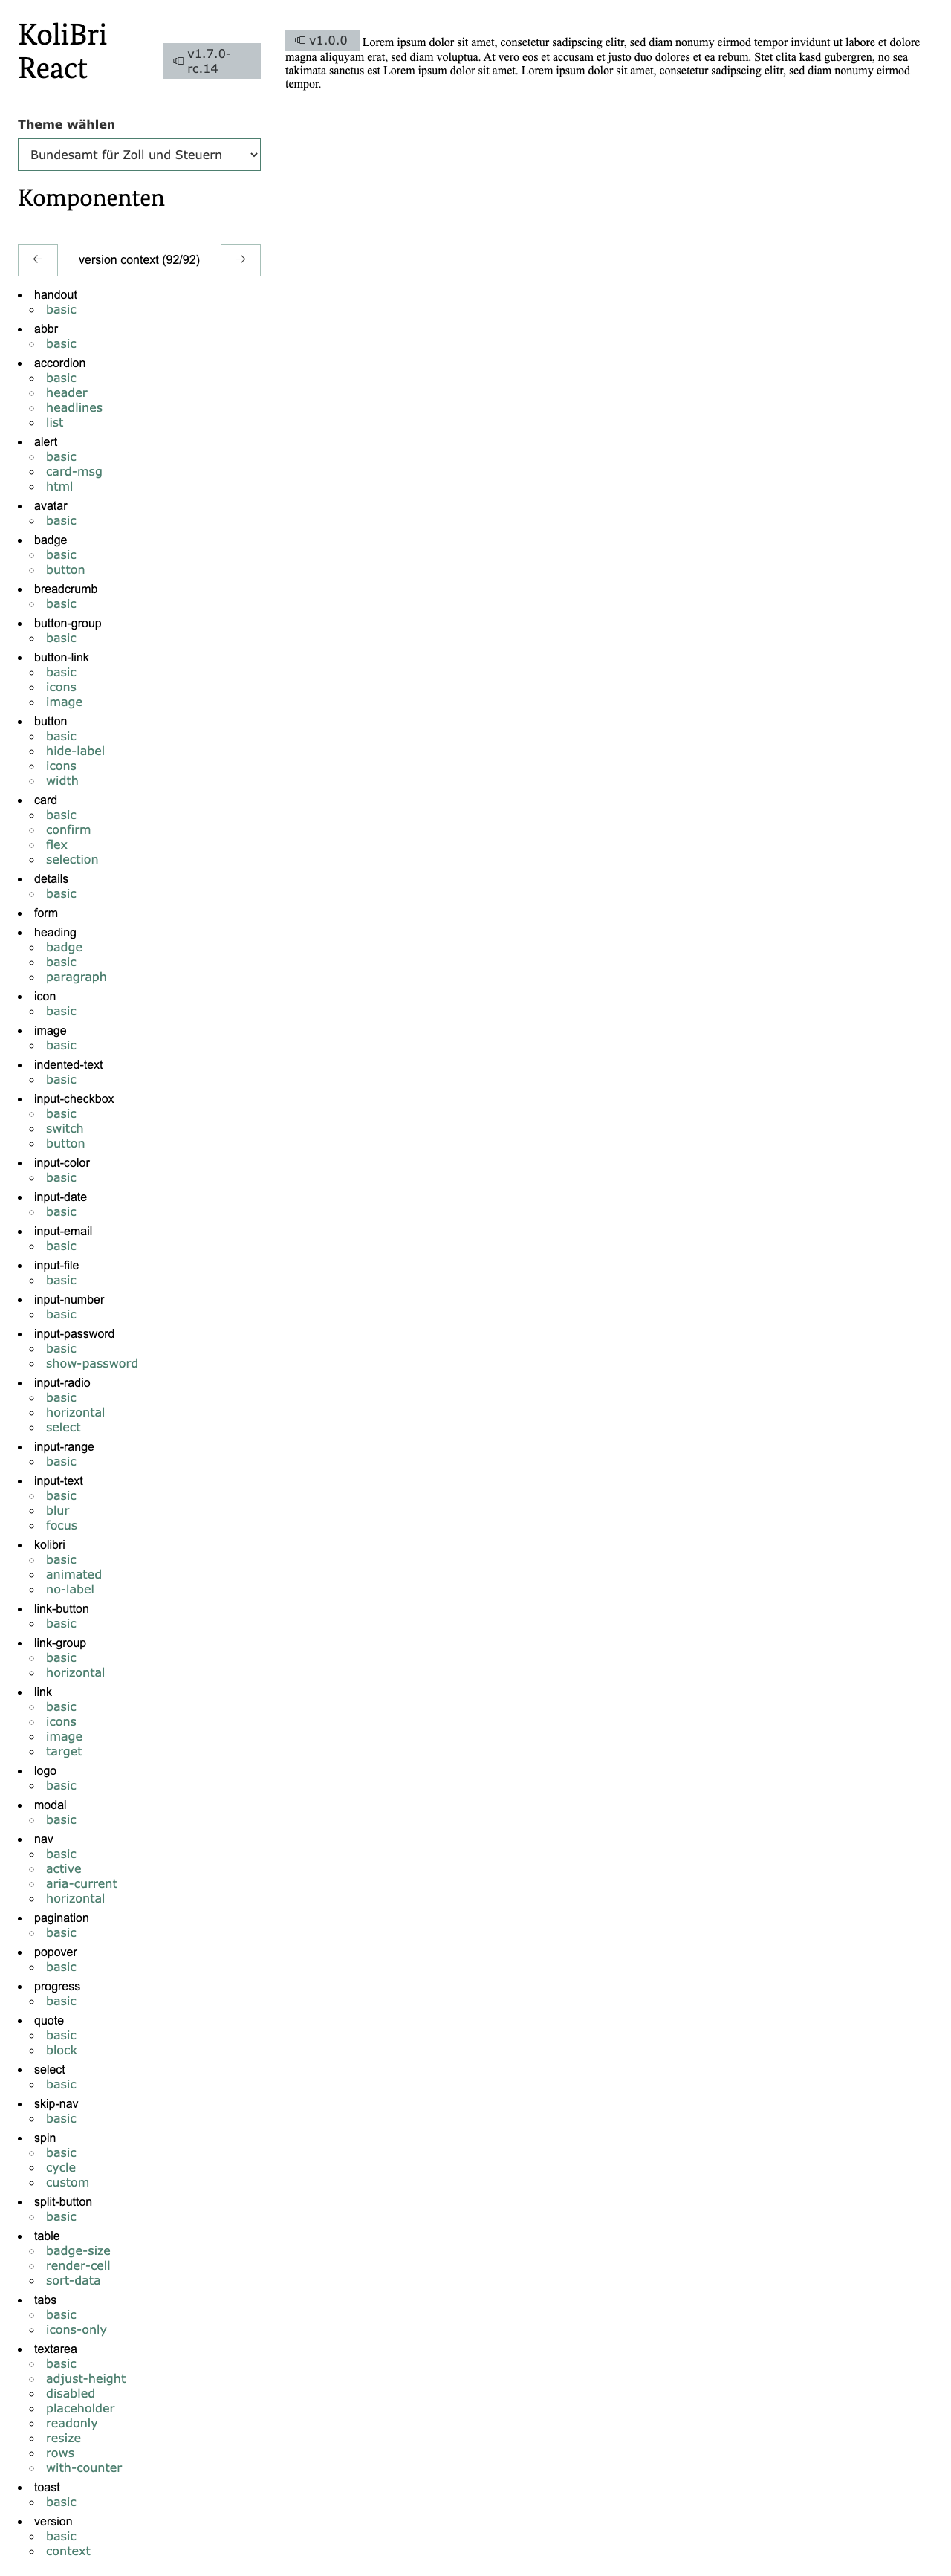 KoliBri
React
v1.7.0-
rc.14
Theme wählen
Bundesamt für Zoll und Steuern
Komponenten
← version context (92/92) →
handout
basic
abbr
basic
accordion
basic
header
headlines
list
alert
basic
card-msg
html
avatar
basic
badge
basic
button
breadcrumb
basic
button-group
basic
button-link
basic
icons
image
button
basic
hide-label
icons
width
card
basic
confirm
flex
selection
details
basic
form
heading
badge
basic
paragraph
icon
basic
image
basic
indented-text
basic
input-checkbox
basic
switch
button
input-color
basic
input-date
basic
input-email
basic
input-file
basic
input-number
basic
input-password
basic
show-password
input-radio
basic
horizontal
select
input-range
basic
input-text
basic
blur
focus
kolibri
basic
animated
no-label
link-button
basic
link-group
basic
horizontal
link
basic
icons
image
target
logo
basic
modal
basic
nav
basic
active
aria-current
horizontal
pagination
basic
popover
basic
progress
basic
quote
basic
block
select
basic
skip-nav
basic
spin
basic
cycle
custom
split-button
basic
table
badge-size
render-cell
sort-data
tabs
basic
icons-only
textarea
basic
adjust-height
disabled
placeholder
readonly
resize
rows
with-counter
toast
basic
version
basic
context
v1.0.0 Lorem ipsum dolor sit amet, consetetur sadipscing elitr, sed diam nonumy eirmod tempor invidunt ut labore et dolore
magna aliquyam erat, sed diam voluptua. At vero eos et accusam et justo duo dolores et ea rebum. Stet clita kasd gubergren, no sea
takimata sanctus est Lorem ipsum dolor sit amet. Lorem ipsum dolor sit amet, consetetur sadipscing elitr, sed diam nonumy eirmod
tempor.